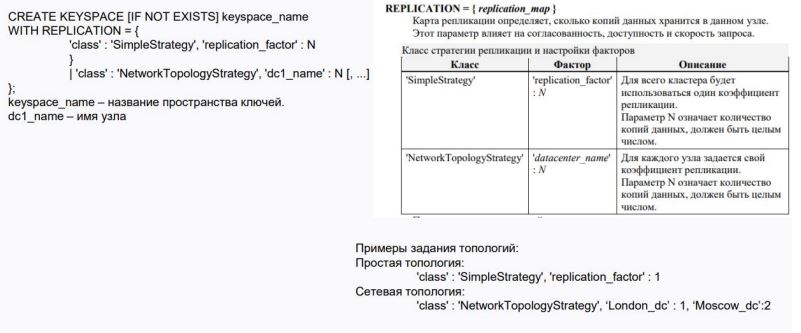 CREATE KEYSPACE [IF NOT EXISTS] keyspace_name
WITH REPLICATION = {
'class' : 'SimpleStrategy', 'replication_factor' : N
}
| 'class' : 'NetworkTopologyStrategy', 'dc1_name' : N [, ...]
};
keyspace_name – название пространства ключей.
dc1_name – имя узла
REPLICATION = { replication_map }
Карта репликации определяет, сколько копий данных хранится в данном узле.
Этот параметр влияет на согласованность, доступность и скорость запроса.
Класс стратегии репликации и настройки факторов
Класс Фактор Описание
'SimpleStrategy' 'replication_factor' Для всего кластера будет
: N использоваться один коэффициент
репликации.
Параметр N означает количество
копий данных, должен быть целым
числом.
'NetworkTopologyStrategy' 'datacenter_name' Для каждого узла задается свой
: N коэффициент репликации.
Параметр N означает количество
копий данных, должен быть целым
числом.
Примеры задания топологий:
Простая топология:
'class' : 'SimpleStrategy', 'replication_factor' : 1
Сетевая топология:
'class' : 'NetworkTopologyStrategy', ‘London_dc’ : 1, ‘Moscow_dc’:2